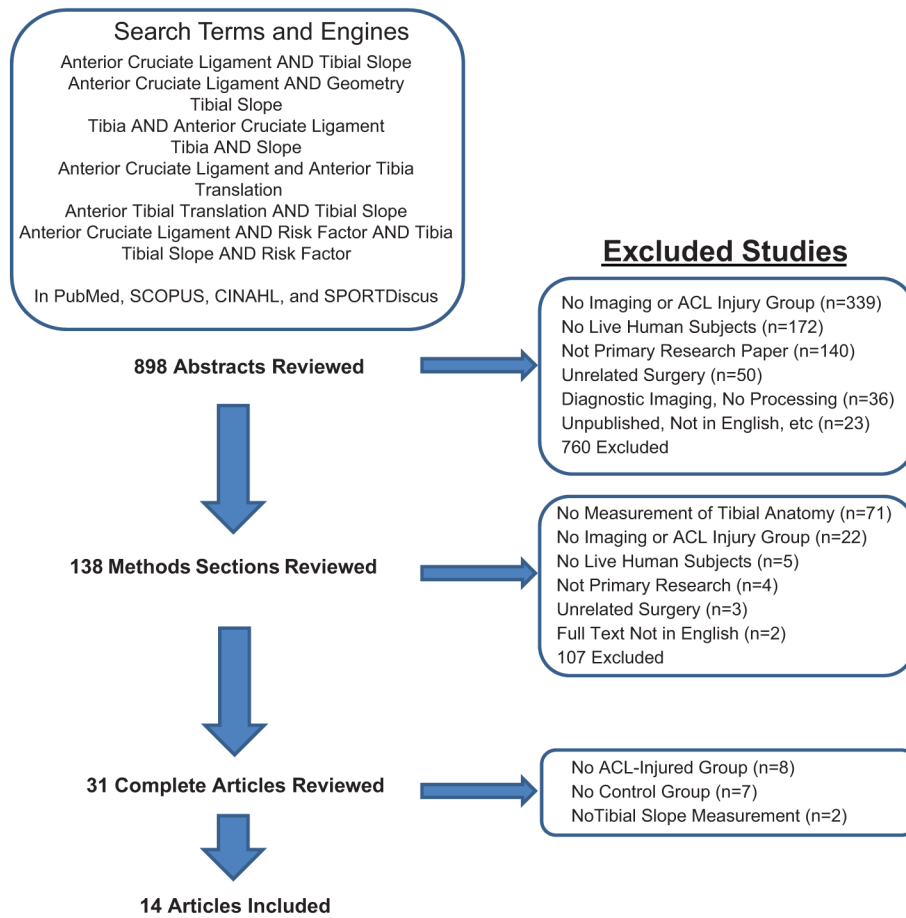 Search Terms and Engines
Anterior Cruciate Ligament AND Tibial Slope
Anterior Cruciate Ligament AND Geometry
Tibial Slope
Tibia AND Anterior Cruciate Ligament
Tibia AND Slope
Anterior Cruciate Ligament and Anterior Tibia
Translation
Anterior Tibial Translation AND Tibial Slope
Anterior Cruciate Ligament AND Risk Factor AND Tibia
Tibial Slope AND Risk Factor
In PubMed, SCOPUS, CINAHL, and SPORTDiscus
Excluded Studies
898 Abstracts Reviewed
No Imaging or ACL Injury Group (n=339)
No Live Human Subjects (n=172)
Not Primary Research Paper (n=140)
Unrelated Surgery (n=50)
Diagnostic Imaging, No Processing (n=36)
Unpublished, Not in English, etc (n=23)
760 Excluded
138 Methods Sections Reviewed
No Measurement of Tibial Anatomy (n=71)
No Imaging or ACL Injury Group (n=22)
No Live Human Subjects (n=5)
Not Primary Research (n=4)
Unrelated Surgery (n=3)
Full Text Not in English (n=2)
107 Excluded
31 Complete Articles Reviewed
No ACL-Injured Group (n=8)
No Control Group (n=7)
NoTibial Slope Measurement (n=2)
14 Articles Included